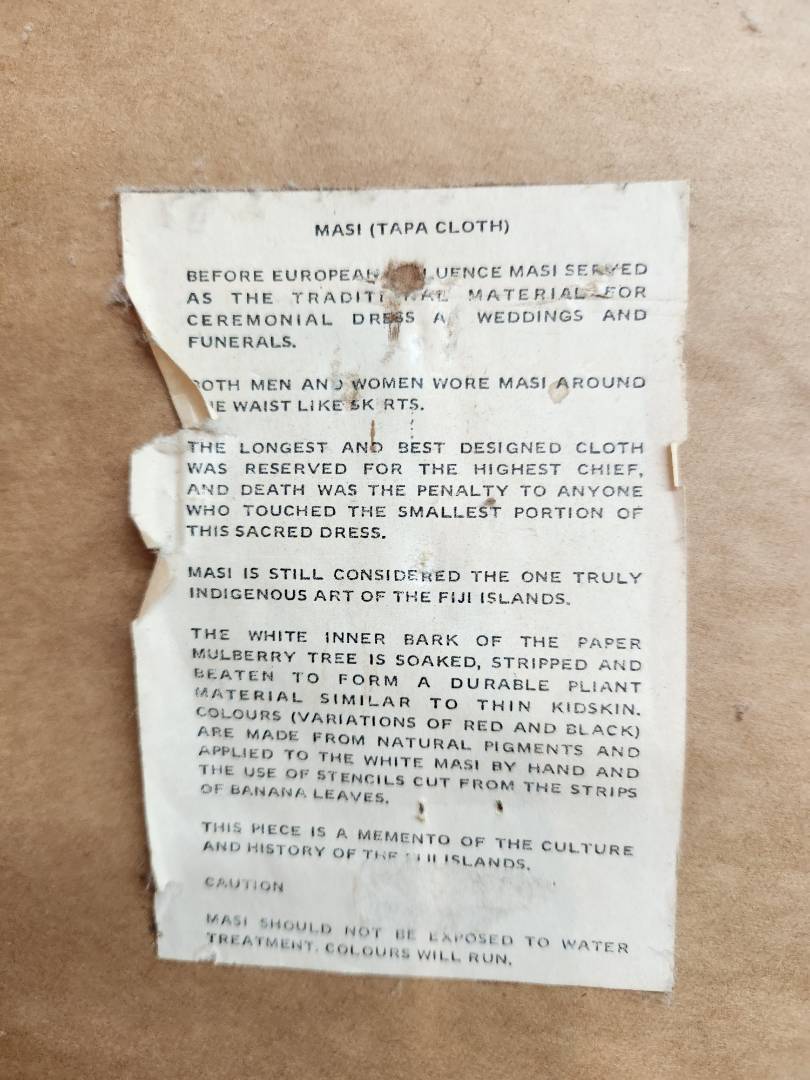 MASI (TAPA CLOTH)
BEFORE EUROPEAN MASI SERVED
AS THE MATERIAL FOR
CEREMONIAL DRESS WEDDINGS AND
FUNERALS.
MEN AND WOMEN WORE MASI AROUND
WAIST LIKE
THE LONGEST AND BEST DESIGNED CLOTH
WAS RESERVED FOR THE HIGHEST CHIEF,
AND DEATH WAS THE PENALTY TO ANYONE
WHO TOUCHED THE SMALLEST PORTION OF
THIS SACRED DRESS.
MASI IS STILL CONSIDERED THE ONE TRULY
INDIGENOUS ART OF THE FIJI ISLANDS.
THE WHITE INNER BARK OF THE PAPER
MULBERRY TREE IS SOAKED, STRIPPED AND
BEATEN TO FORM A DURABLE PLIANT
MATERIAL SIMILAR TO THIN KIDSKIN.
COLOURS (VARIATIONS OF RED AND BLACK)
ARE MADE FROM NATURAL PIGMENTS AND
APPLIED TO THE WHITE MASI BY HAND AND
THE USE OF STENCILS CUT FROM THE STRIPS
OF BANANA LEAVES.
THIS PIECE IS A MEMENTO OF THE CULTURE
AND HISTORY OF THE ISLANDS.
CAUTION
MASI SHOULD NOT BE EXPOSED TO WATER
TREATMENT. COLOURS WILL RUN.